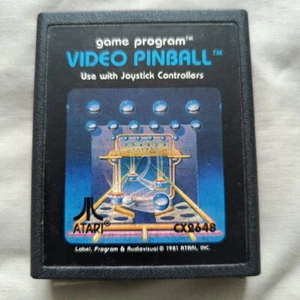 game program™
VIDEO PINBALL™
Use with Joystick Controllers
ATARI®
CX2648
Label, Program & Audiovisual © 1981 ATARI, INC.